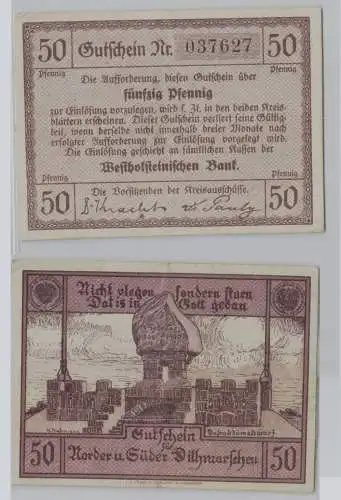 50 Gutschein Nr. 037627 50
Pfennig Pfennig
Die Aufforderung, diesen Gutschein über
fünfzig Pfennig
zur Einlösung vorzulegen, wird s. Zt. in den beiden Kreis-
blättern erscheinen. Dieser Gutschein verliert seine Gültig-
keit, wenn derselbe nicht innerhalb dreier Monate nach
erfolgter Aufforderung zur Einlösung vorgelegt wird.
Die Einlösung geschieht an sämtlichen Kassen der
Westholsteinischen Bank.
Pfennig Pfennig
50 Die Vorsitzenden der Kreisausschüsse. 50
Nicht vlegen sondern staen
Dat is in Gott gedan
50 Gutschein 50
für
Norder u. Süder Dithmarschen